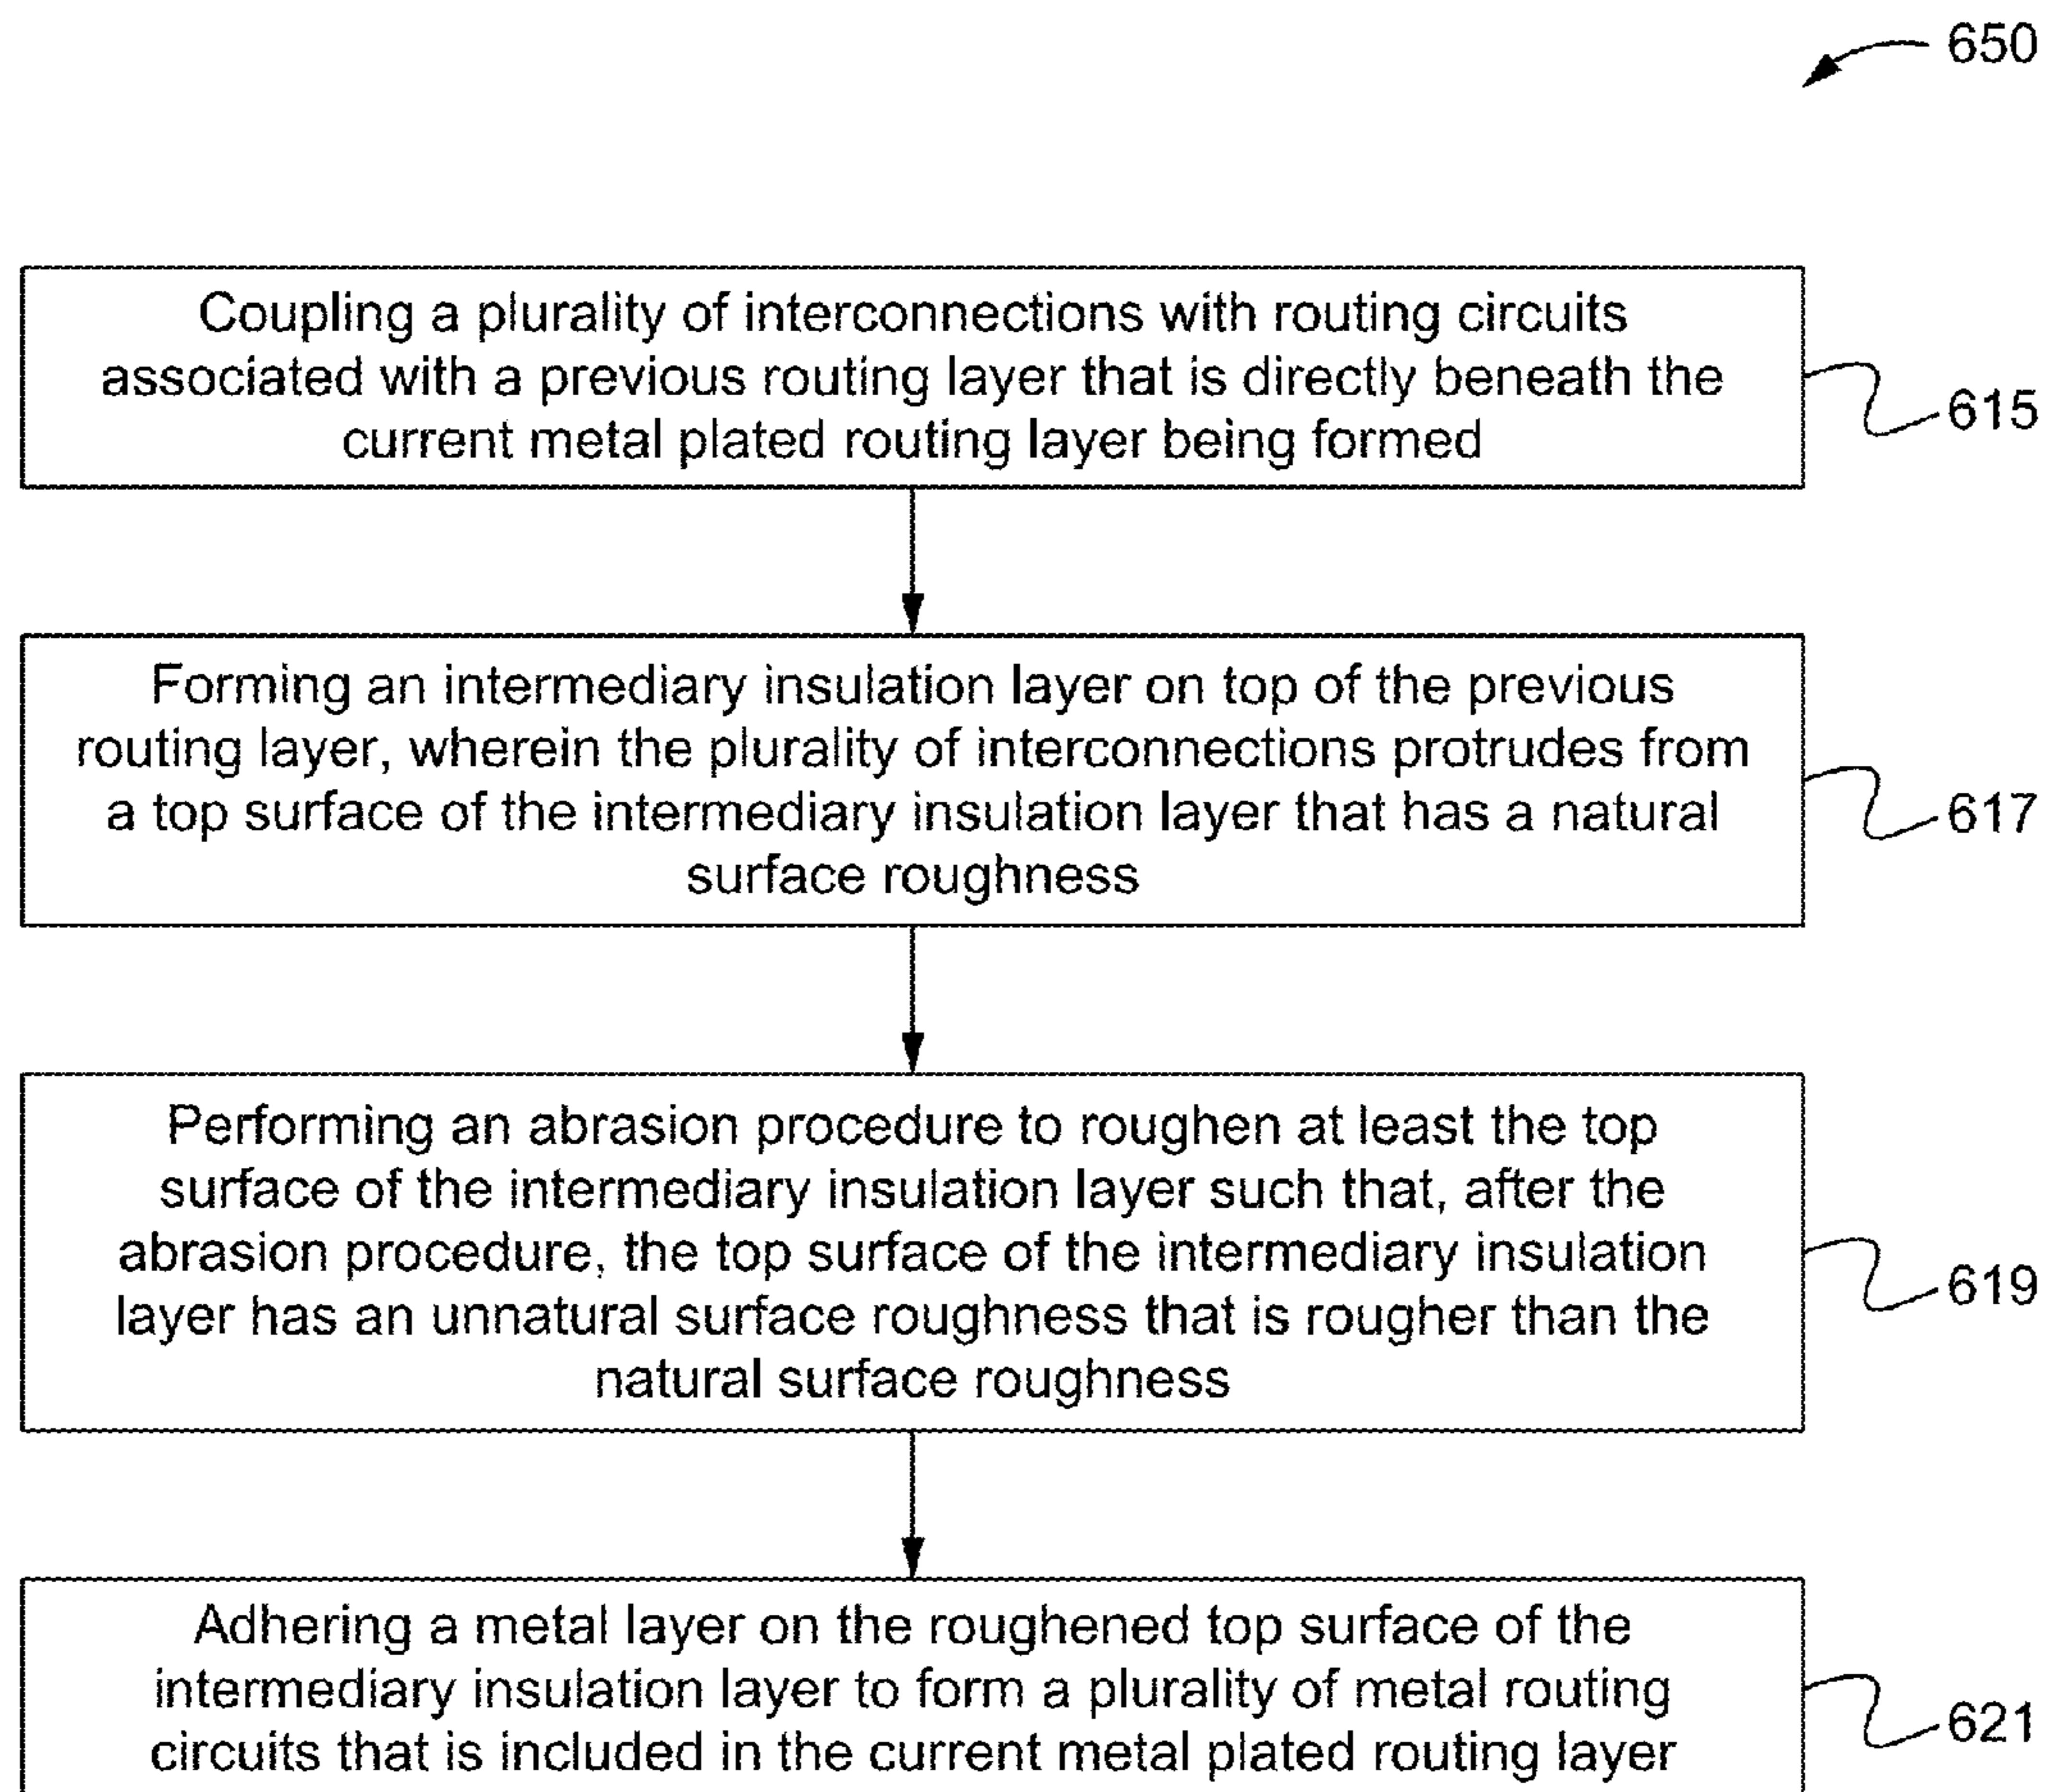 650
Coupling a plurality of interconnections with routing circuits
associated with a previous routing layer that is directly beneath the
current metal plated routing layer being formed
615
Forming an intermediary insulation layer on top of the previous
routing layer, wherein the plurality of interconnections protrudes from
a top surface of the intermediary insulation layer that has a natural
surface roughness
617
Performing an abrasion procedure to roughen at least the top
surface of the intermediary insulation layer such that, after the
abrasion procedure, the top surface of the intermediary insulation
layer has an unnatural surface roughness that is rougher than the
natural surface roughness
619
Adhering a metal layer on the roughened top surface of the
intermediary insulation layer to form a plurality of metal routing
circuits that is included in the current metal plated routing layer
621